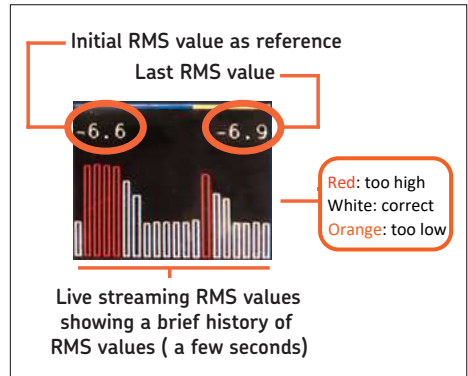 Initial RMS value as reference
Last RMS value
-6.6
-6.9
Red: too high
White: correct
Orange: too low
Live streaming RMS values
showing a brief history of
RMS values ( a few seconds)